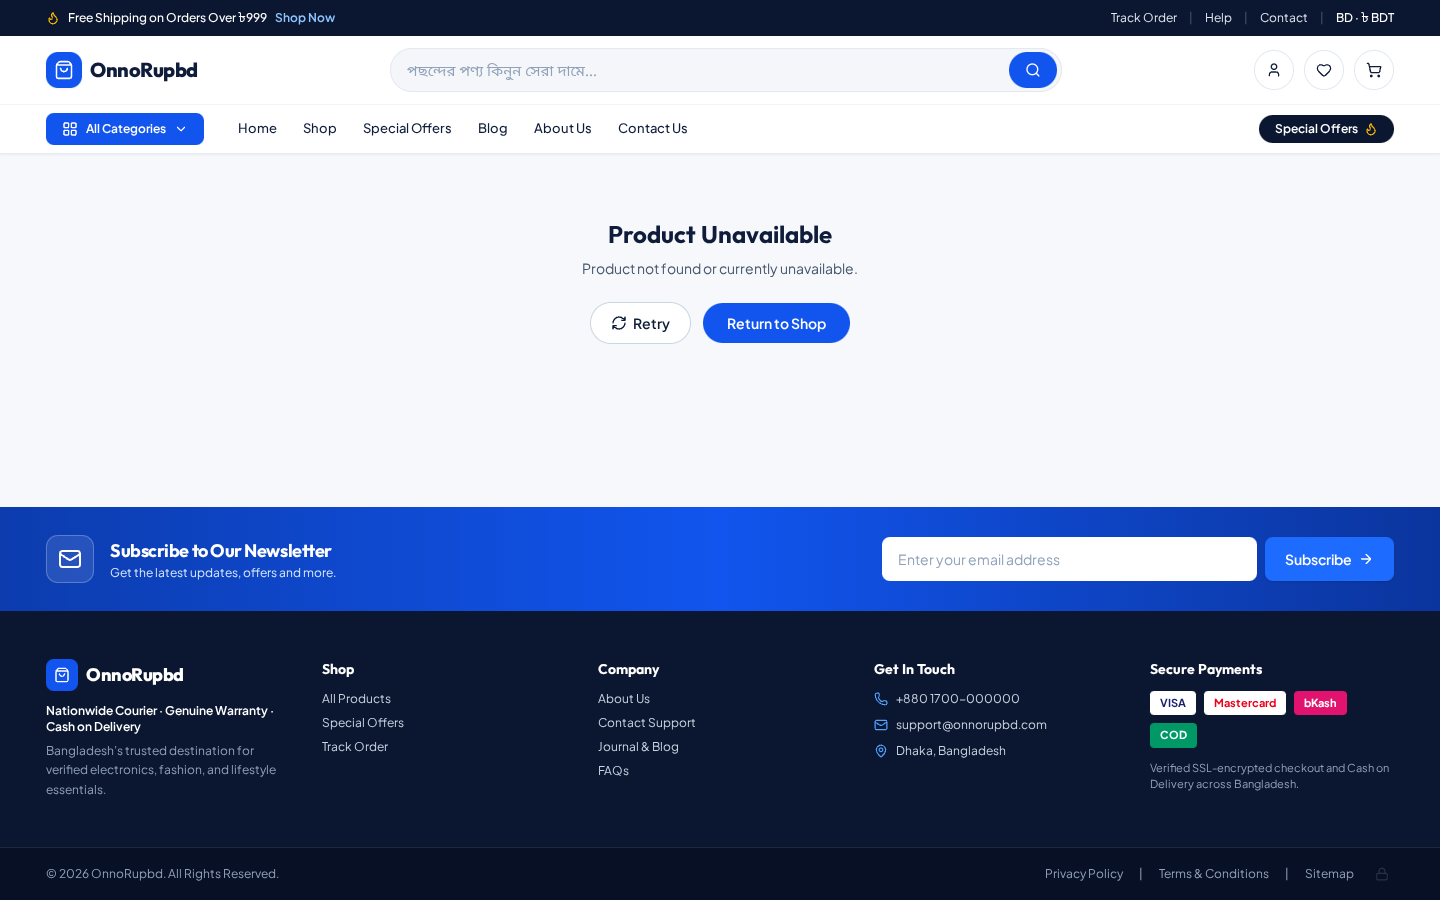 Free Shipping on Orders Over ৳999 Shop Now
Track Order | Help | Contact | BD · ৳ BDT
OnnoRupbd
পছন্দের পণ্য কিনুন সেরা দামে...
All Categories
Home Shop Special Offers Blog About Us Contact Us
Special Offers
Product Unavailable
Product not found or currently unavailable.
Retry
Return to Shop
Subscribe to Our Newsletter
Get the latest updates, offers and more.
Enter your email address
Subscribe
OnnoRupbd
Nationwide Courier · Genuine Warranty ·
Cash on Delivery
Bangladesh's trusted destination for
verified electronics, fashion, and lifestyle
essentials.
Shop
All Products
Special Offers
Track Order
Company
About Us
Contact Support
Journal & Blog
FAQs
Get In Touch
+880 1700-000000
support@onnorupbd.com
Dhaka, Bangladesh
Secure Payments
VISA Mastercard bKash
COD
Verified SSL-encrypted checkout and Cash on
Delivery across Bangladesh.
© 2026 OnnoRupbd. All Rights Reserved.
Privacy Policy | Terms & Conditions | Sitemap